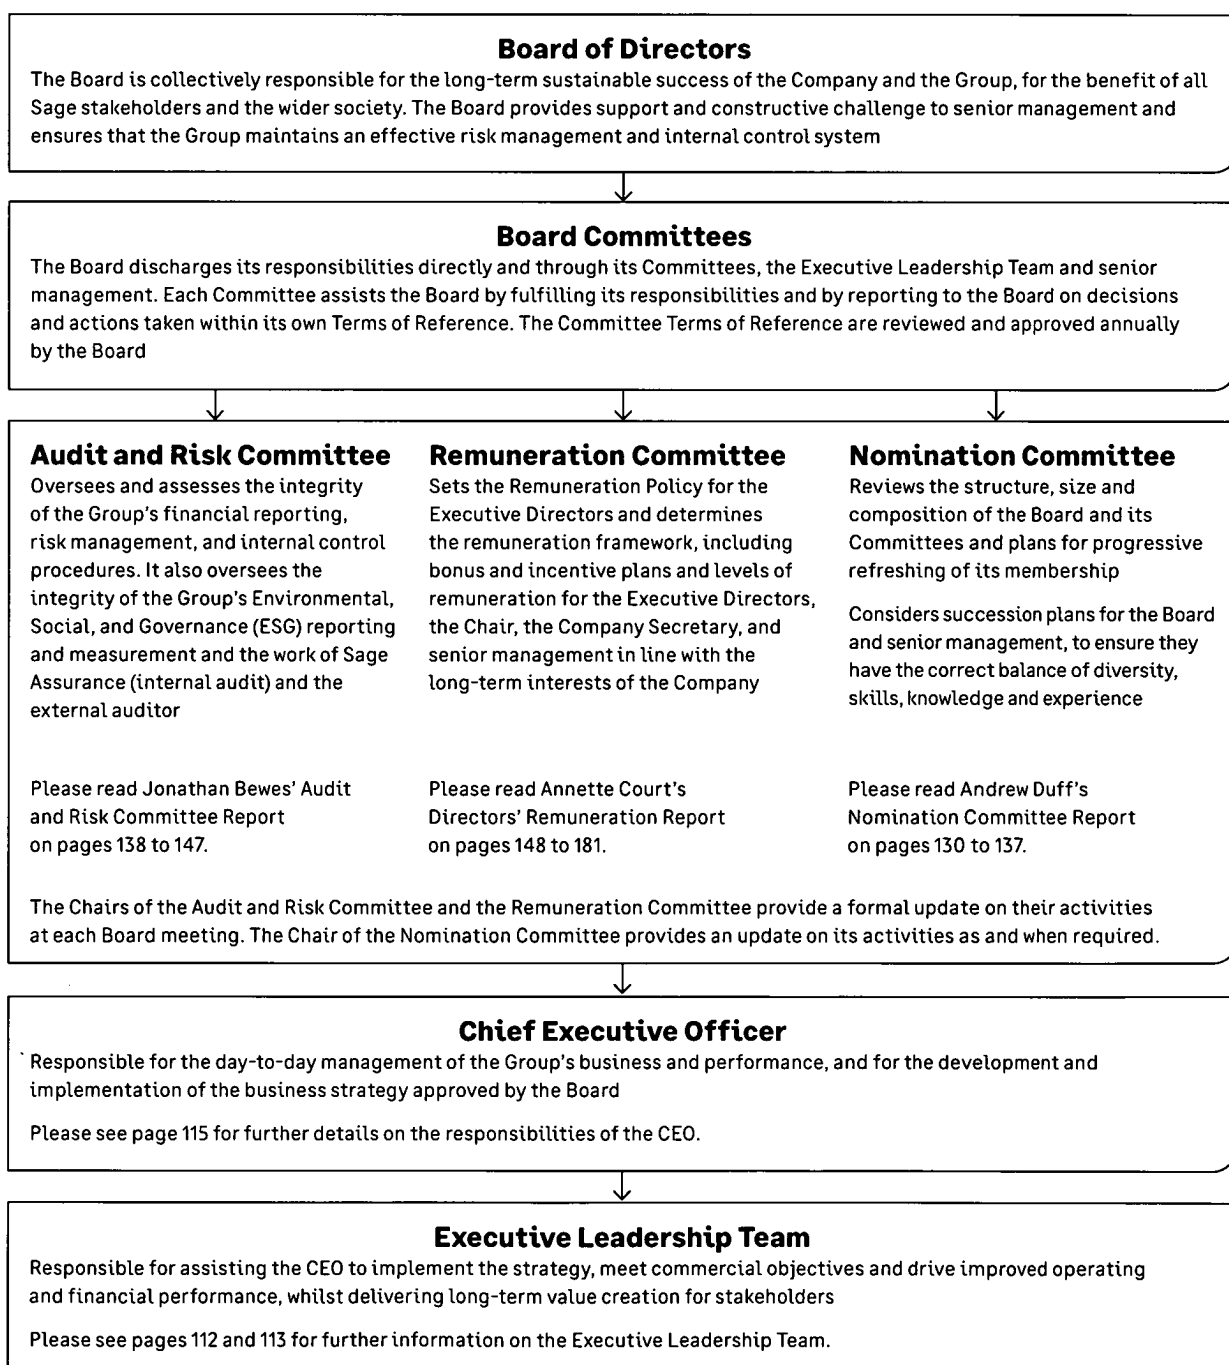 Board of Directors
The Board is collectively responsible for the long-term sustainable success of the Company and the Group, for the benefit of all
Sage stakeholders and the wider society. The Board provides support and constructive challenge to senior management and
ensures that the Group maintains an effective risk management and internal control system
Board Committees
The Board discharges its responsibilities directly and through its Committees, the Executive Leadership Team and senior
management. Each Committee assists the Board by fulfilling its responsibilities and by reporting to the Board on decisions
and actions taken within its own Terms of Reference. The Committee Terms of Reference are reviewed and approved annually
by the Board
Audit and Risk Committee
Oversees and assesses the integrity
of the Group's financial reporting,
risk management, and internal control
procedures. It also oversees the
integrity of the Group's Environmental,
Social, and Governance (ESG) reporting
and measurement and the work of Sage
Assurance (internal audit) and the
external auditor
Please read Jonathan Bewes' Audit
and Risk Committee Report
on pages 138 to 147.
Remuneration Committee
Sets the Remuneration Policy for the
Executive Directors and determines
the remuneration framework, including
bonus and incentive plans and levels of
remuneration for the Executive Directors,
the Chair, the Company Secretary, and
senior management in line with the
long-term interests of the Company
Please read Annette Court's
Directors' Remuneration Report
on pages 148 to 181.
Nomination Committee
Reviews the structure, size and
composition of the Board and its
Committees and plans for progressive
refreshing of its membership
Considers succession plans for the Board
and senior management, to ensure they
have the correct balance of diversity,
skills, knowledge and experience
Please read Andrew Duff's
Nomination Committee Report
on pages 130 to 137.
The Chairs of the Audit and Risk Committee and the Remuneration Committee provide a formal update on their activities
at each Board meeting. The Chair of the Nomination Committee provides an update on its activities as and when required.
Chief Executive Officer
Responsible for the day-to-day management of the Group's business and performance, and for the development and
implementation of the business strategy approved by the Board
Please see page 115 for further details on the responsibilities of the CEO.
Executive Leadership Team
Responsible for assisting the CEO to implement the strategy, meet commercial objectives and drive improved operating
and financial performance, whilst delivering long-term value creation for stakeholders
Please see pages 112 and 113 for further information on the Executive Leadership Team.